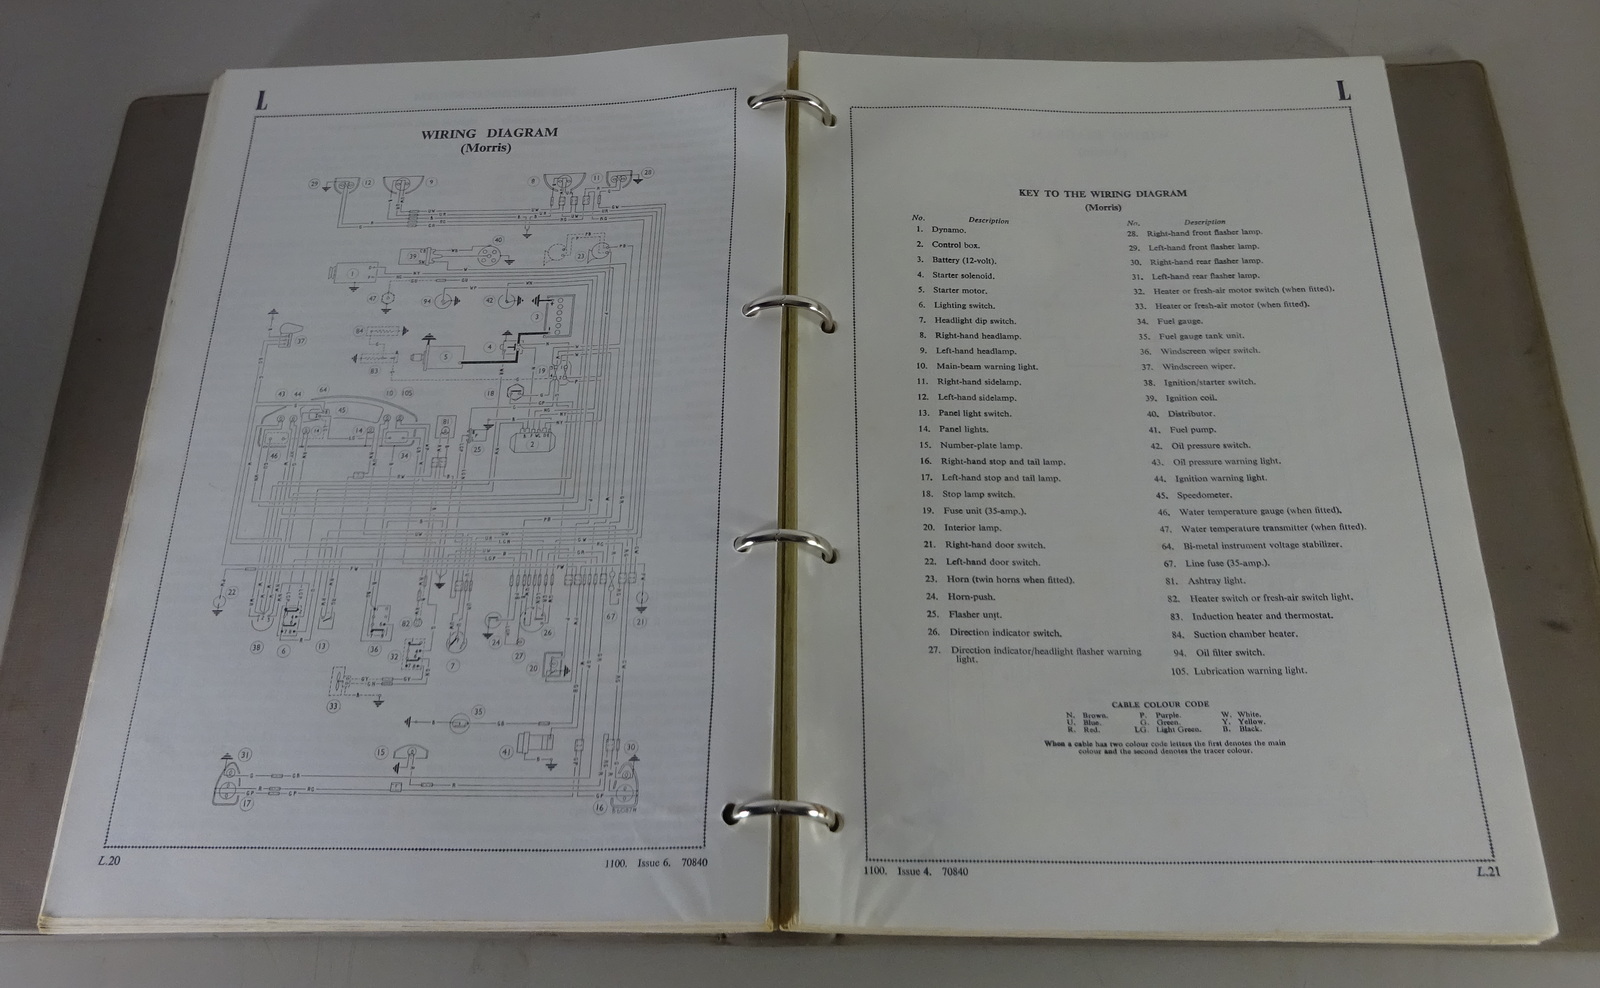 L
WIRING DIAGRAM
(Morris)
L.20
1100. Issue 6. 70840
L
KEY TO THE WIRING DIAGRAM
(Morris)
No. Description
1. Dynamo.
2. Control box.
3. Battery (12-volt).
4. Starter solenoid.
5. Starter motor.
6. Lighting switch.
7. Headlight dip switch.
8. Right-hand headlamp.
9. Left-hand headlamp.
10. Main-beam warning light.
11. Right-hand sidelamp.
12. Left-hand sidelamp.
13. Panel light switch.
14. Panel lights.
15. Number-plate lamp.
16. Right-hand stop and tail lamp.
17. Left-hand stop and tail lamp.
18. Stop lamp switch.
19. Fuse unit (35-amp.).
20. Interior lamp.
21. Right-hand door switch.
22. Left-hand door switch.
23. Horn (twin horns when fitted).
24. Horn-push.
25. Flasher unit.
26. Direction indicator switch.
27. Direction indicator/headlight flasher warning
light.
No. Description
28. Right-hand front flasher lamp.
29. Left-hand front flasher lamp.
30. Right-hand rear flasher lamp.
31. Left-hand rear flasher lamp.
32. Heater or fresh-air motor switch (when fitted).
33. Heater or fresh-air motor (when fitted).
34. Fuel gauge.
35. Fuel gauge tank unit.
36. Windscreen wiper switch.
37. Windscreen wiper.
38. Ignition/starter switch.
39. Ignition coil.
40. Distributor.
41. Fuel pump.
42. Oil pressure switch.
43. Oil pressure warning light.
44. Ignition warning light.
45. Speedometer.
46. Water temperature gauge (when fitted).
47. Water temperature transmitter (when fitted).
64. Bi-metal instrument voltage stabilizer.
67. Line fuse (35-amp.).
81. Ashtray light.
82. Heater switch or fresh-air switch light.
83. Induction heater and thermostat.
84. Suction chamber heater.
94. Oil filter switch.
105. Lubrication warning light.
CABLE COLOUR CODE
N. Brown. P. Purple. W. White.
U. Blue. G. Green. Y. Yellow.
R. Red. LG Light Green. B. Black.
When a cable has two colour code letters the first denotes the main
colour and the second denotes the tracer colour.
1100. Issue 4. 70840
L.21